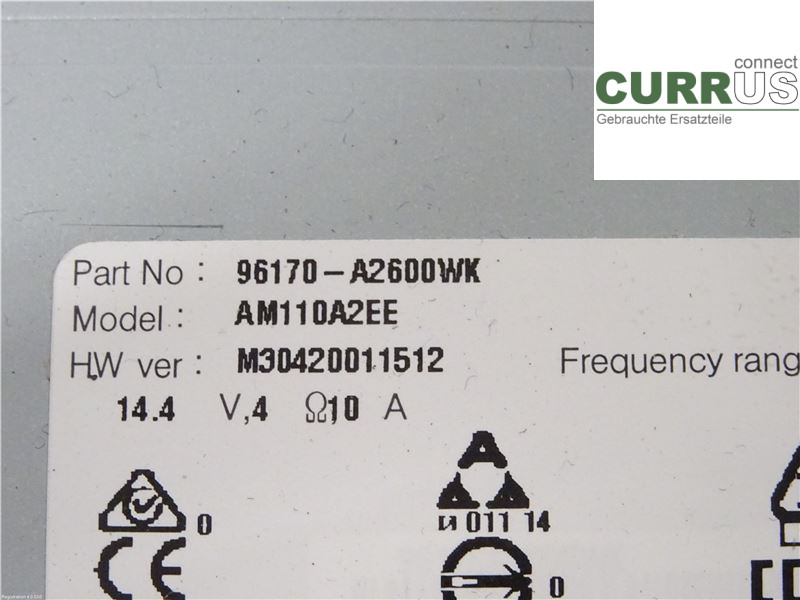 connect
CURRUS
Gebrauchte Ersatzteile
Part No : 96170-A2600WK
Model : AM110A2EE
H.W ver : M30420011512
Frequency rang
14.4 V,4 Ω10 A
0
И 011 14
CE
0